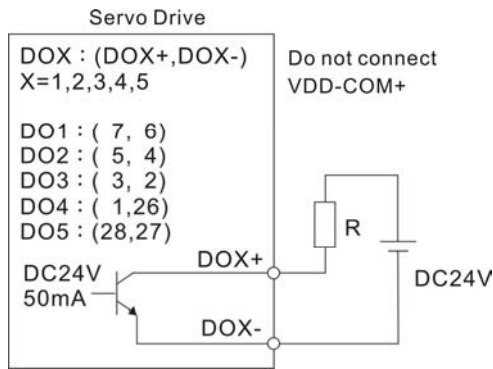 Servo Drive
DOX : (DOX+,DOX-)
X=1,2,3,4,5
Do not connect
VDD-COM+
DO1 : ( 7, 6)
DO2 : ( 5, 4)
DO3 : ( 3, 2)
DO4 : ( 1,26)
DO5 : (28,27)
R
DOX+
DC24V
50mA
DC24V
DOX-